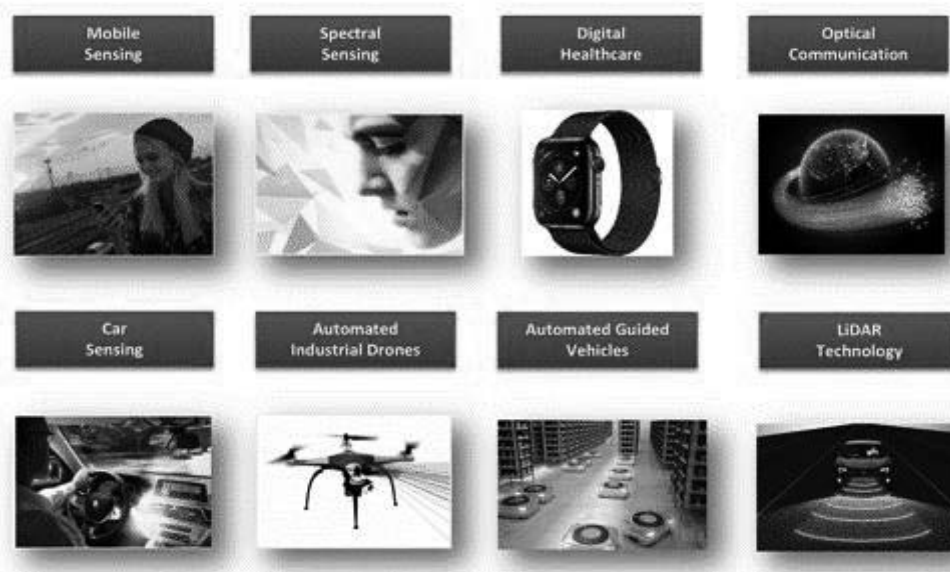 Mobile
Sensing
Spectral
Sensing
Digital
Healthcare
Optical
Communication
Car
Sensing
Automated
Industrial Drones
Automated Guided
Vehicles
LiDAR
Technology